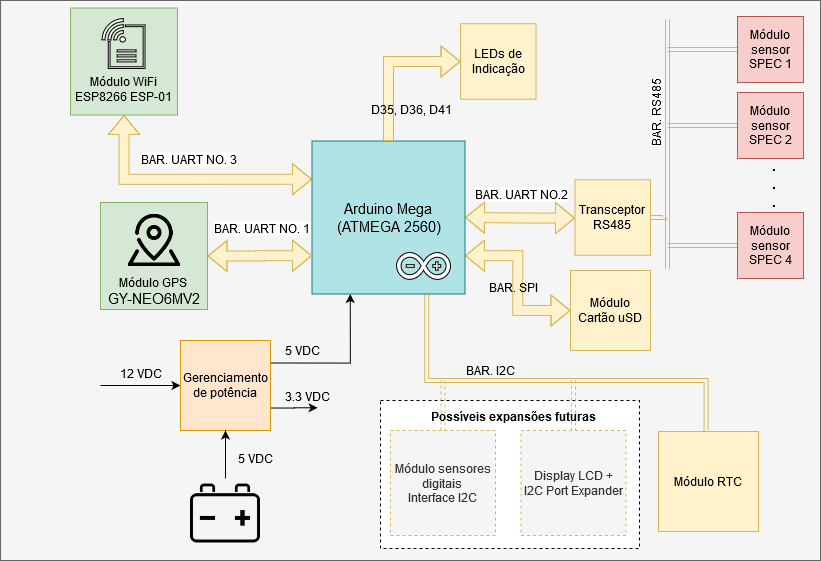 Módulo WiFi
ESP8266 ESP-01
LEDs de
Indicação
D35, D36, D41
Módulo
sensor
SPEC 1
Módulo
sensor
SPEC 2
.
.
.
Módulo
sensor
SPEC 4
BAR. RS485
BAR. UART NO. 3
BAR. UART NO. 1
BAR. UART NO.2
Arduino Mega
(ATMEGA 2560)
Transceptor
RS485
Módulo GPS
GY-NEO6MV2
BAR. SPI
Módulo
Cartão uSD
5 VDC
12 VDC
Gerenciamento
de potência
3.3 VDC
5 VDC
BAR. I2C
Possiveis expansões futuras
Módulo sensores
digitais
Interface I2C
Display LCD +
I2C Port Expander
Módulo RTC